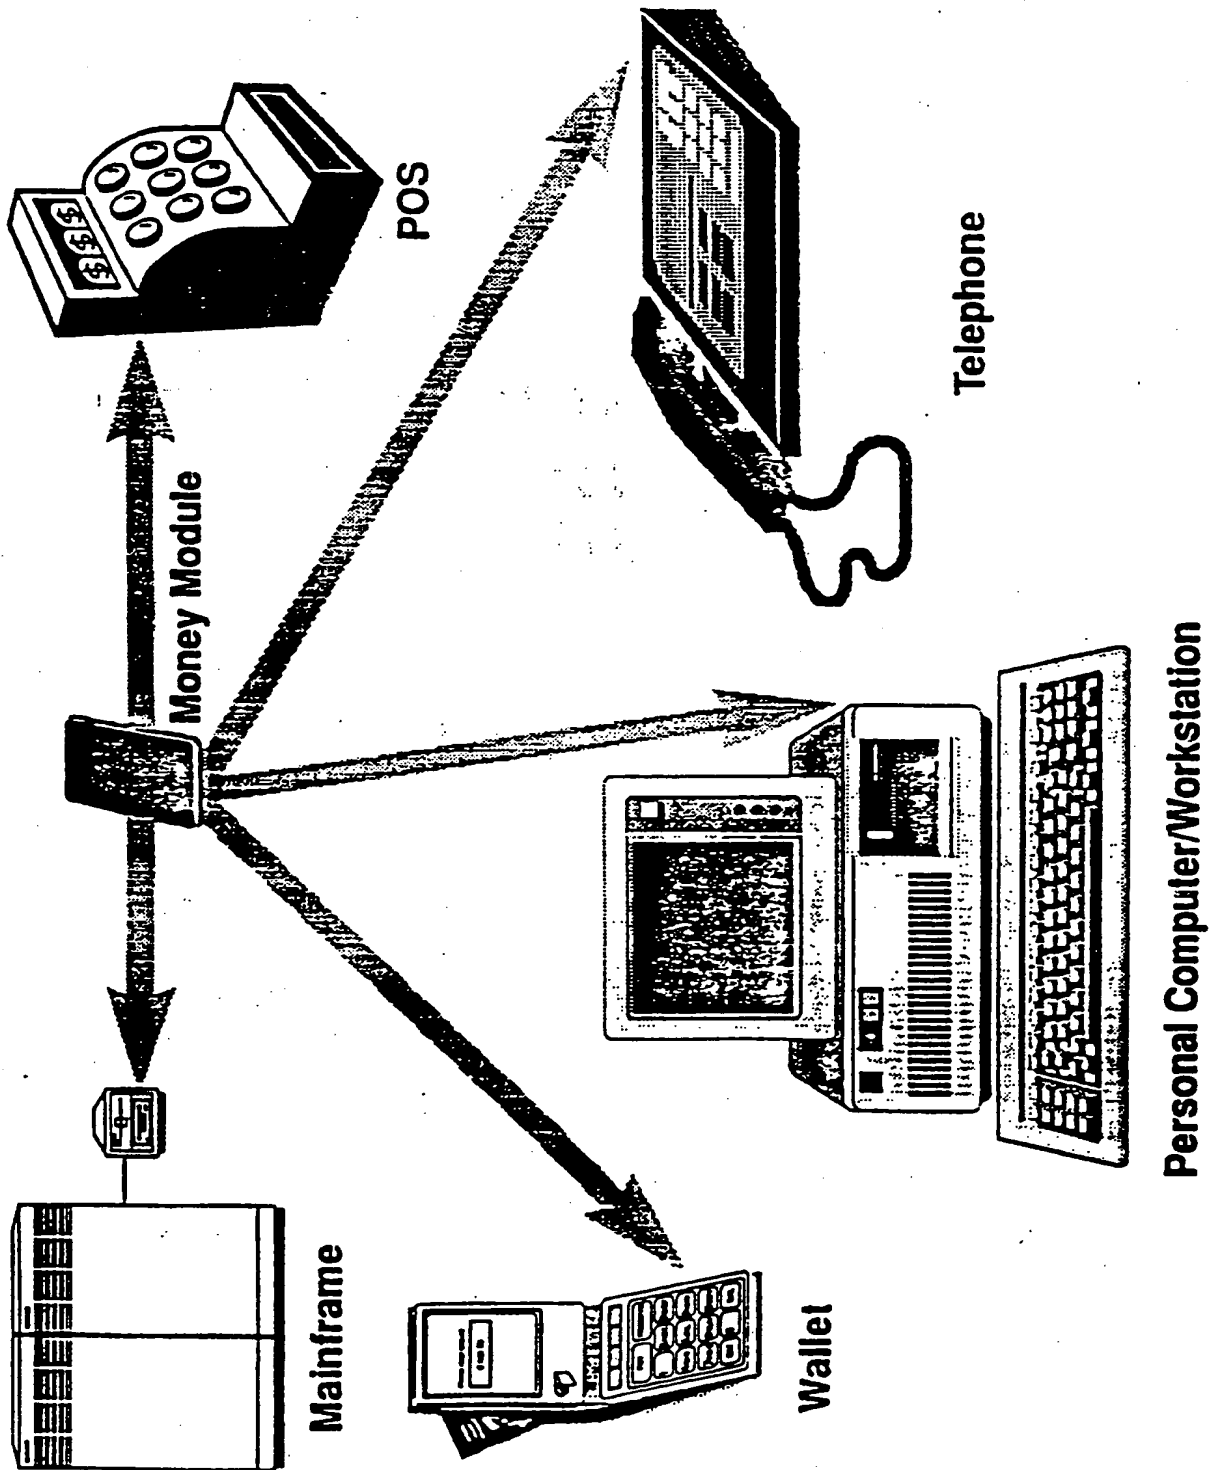 Mainframe
Money Module
$ $ $
POS
Wallet
Personal Computer/Workstation
Telephone